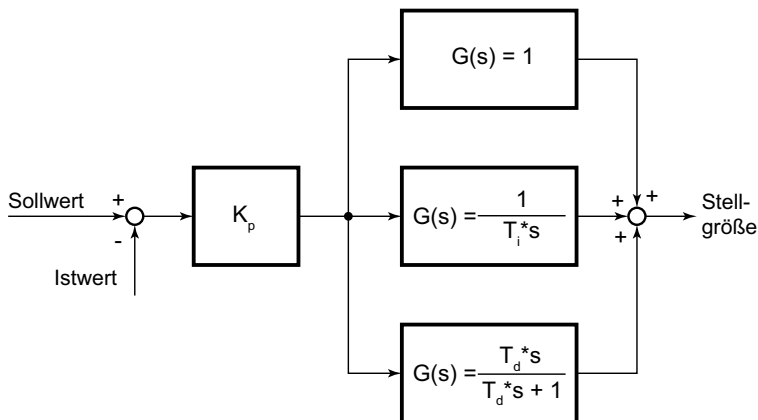 G(s) = 1
Sollwert
+
-
Istwert
K_p
G(s) = 1 / T_i*s
+
+
+
Stell-
größe
G(s) = T_d*s / T_d*s + 1